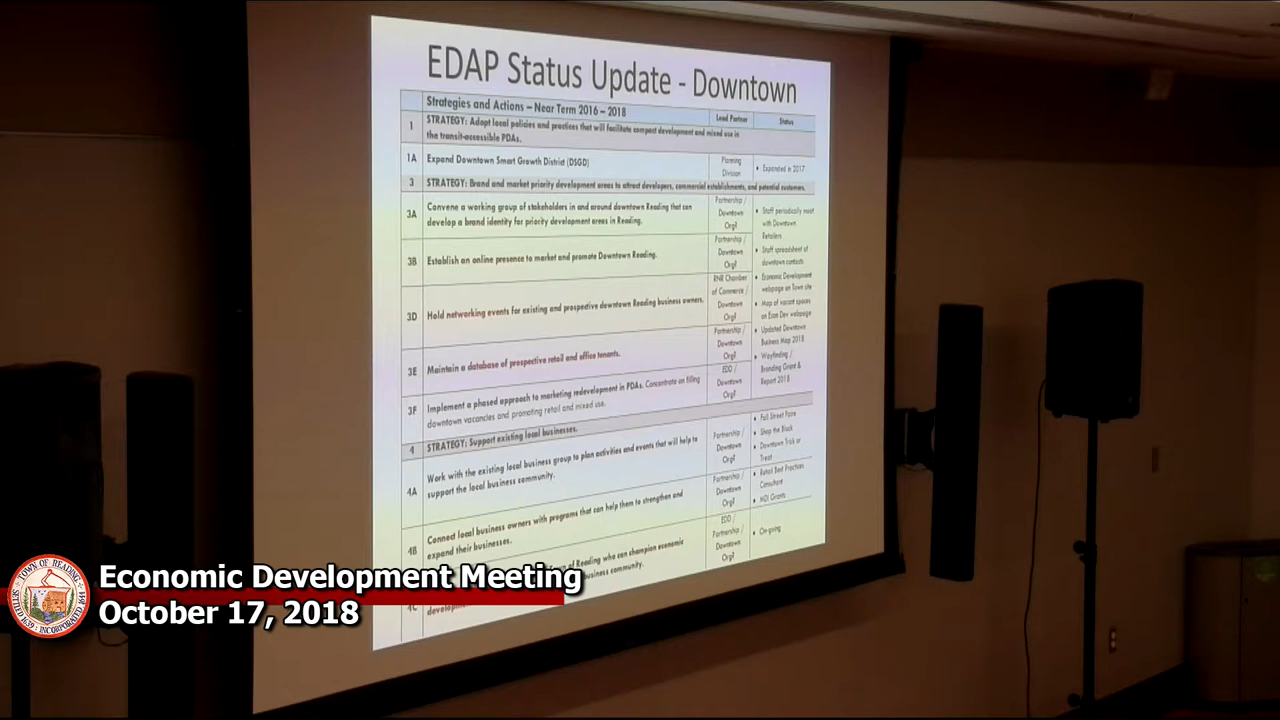 EDAP Status Update - Downtown
Strategies and Actions – Near Term 2016 – 2018
Lead Partner
Status
1
STRATEGY: Adopt local policies and practices that will facilitate compact development and mixed use in
the transit-accessible PDAs.
1A
Expand Downtown Smart Growth District (DSGD)
Planning
Division
• Expanded in 2017
3
STRATEGY: Brand and market priority development areas to attract developers, commercial establishments, and potential customers.
3A
Convene a working group of stakeholders in and around downtown Reading that can
develop a brand identity for priority development areas in Reading.
Partnership /
Downtown
Org?
• Staff periodically meet
with Downtown
Retailers
• Staff spreadsheet of
downtown contacts
• Economic Development
webpage on Town site
• Map of vacant spaces
on Econ Dev webpage
• Updated Downtown
Business Map 2018
• Wayfinding /
Branding Grant &
Report 2018
3B
Establish an online presence to market and promote Downtown Reading.
Partnership /
Downtown
Org?
3D
Hold networking events for existing and prospective downtown Reading business owners.
RNR Chamber
of Commerce /
Downtown
Org?
3E
Maintain a database of prospective retail and office tenants.
Partnership /
Downtown
Org?
3F
Implement a phased approach to marketing redevelopment in PDAs. Concentrate on filling
downtown vacancies and promoting retail and mixed use.
EDD /
Downtown
Org?
4
STRATEGY: Support existing local businesses.
4A
Work with the existing local business group to plan activities and events that will help to
support the local business community.
Partnership /
Downtown
Org?
• Fall Street Faire
• Shop the Block
• Downtown Trick or
Treat
• Retail Best Practices
Consultant
• MDI Grants
4B
Connect local business owners with programs that can help them to strengthen and
expand their businesses.
Partnership /
Downtown
Org?
4C
of Reading who can champion economic
business community.
EDD /
Partnership /
Downtown
Org?
• On-going
TOWN OF READING
SETTLED 1639 : INCORPORATED 1644
Economic Development Meeting
October 17, 2018